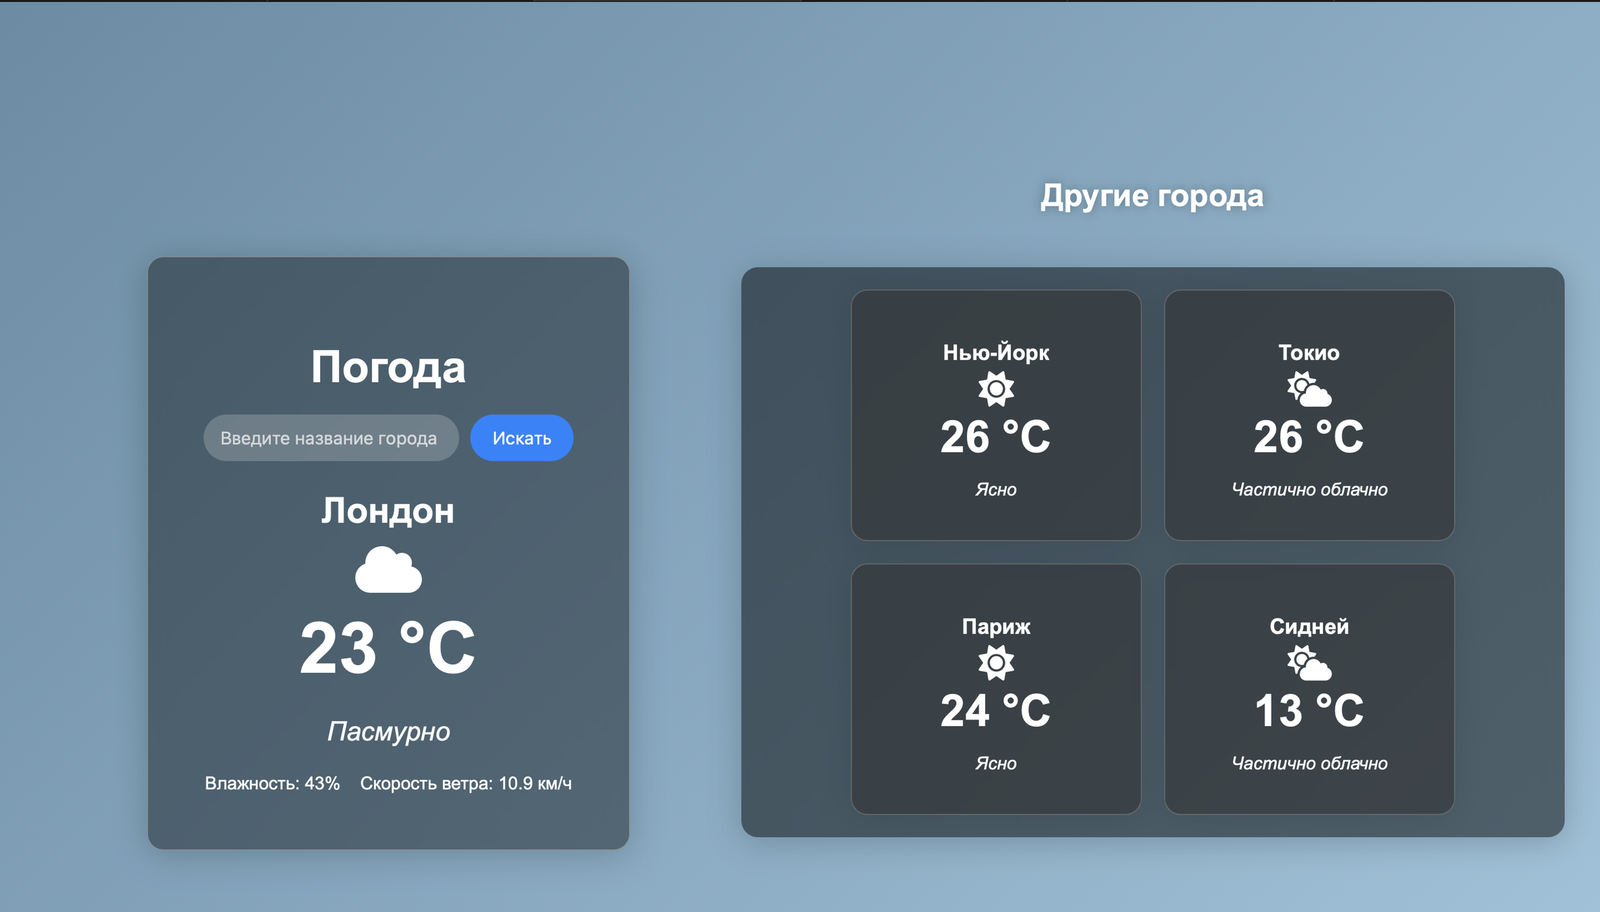 Погода
Введите название города
Искать
Лондон
23 °C
Пасмурно
Влажность: 43% Скорость ветра: 10.9 км/ч
Другие города
Нью-Йорк
26 °C
Ясно
Токио
26 °C
Частично облачно
Париж
24 °C
Ясно
Сидней
13 °C
Частично облачно